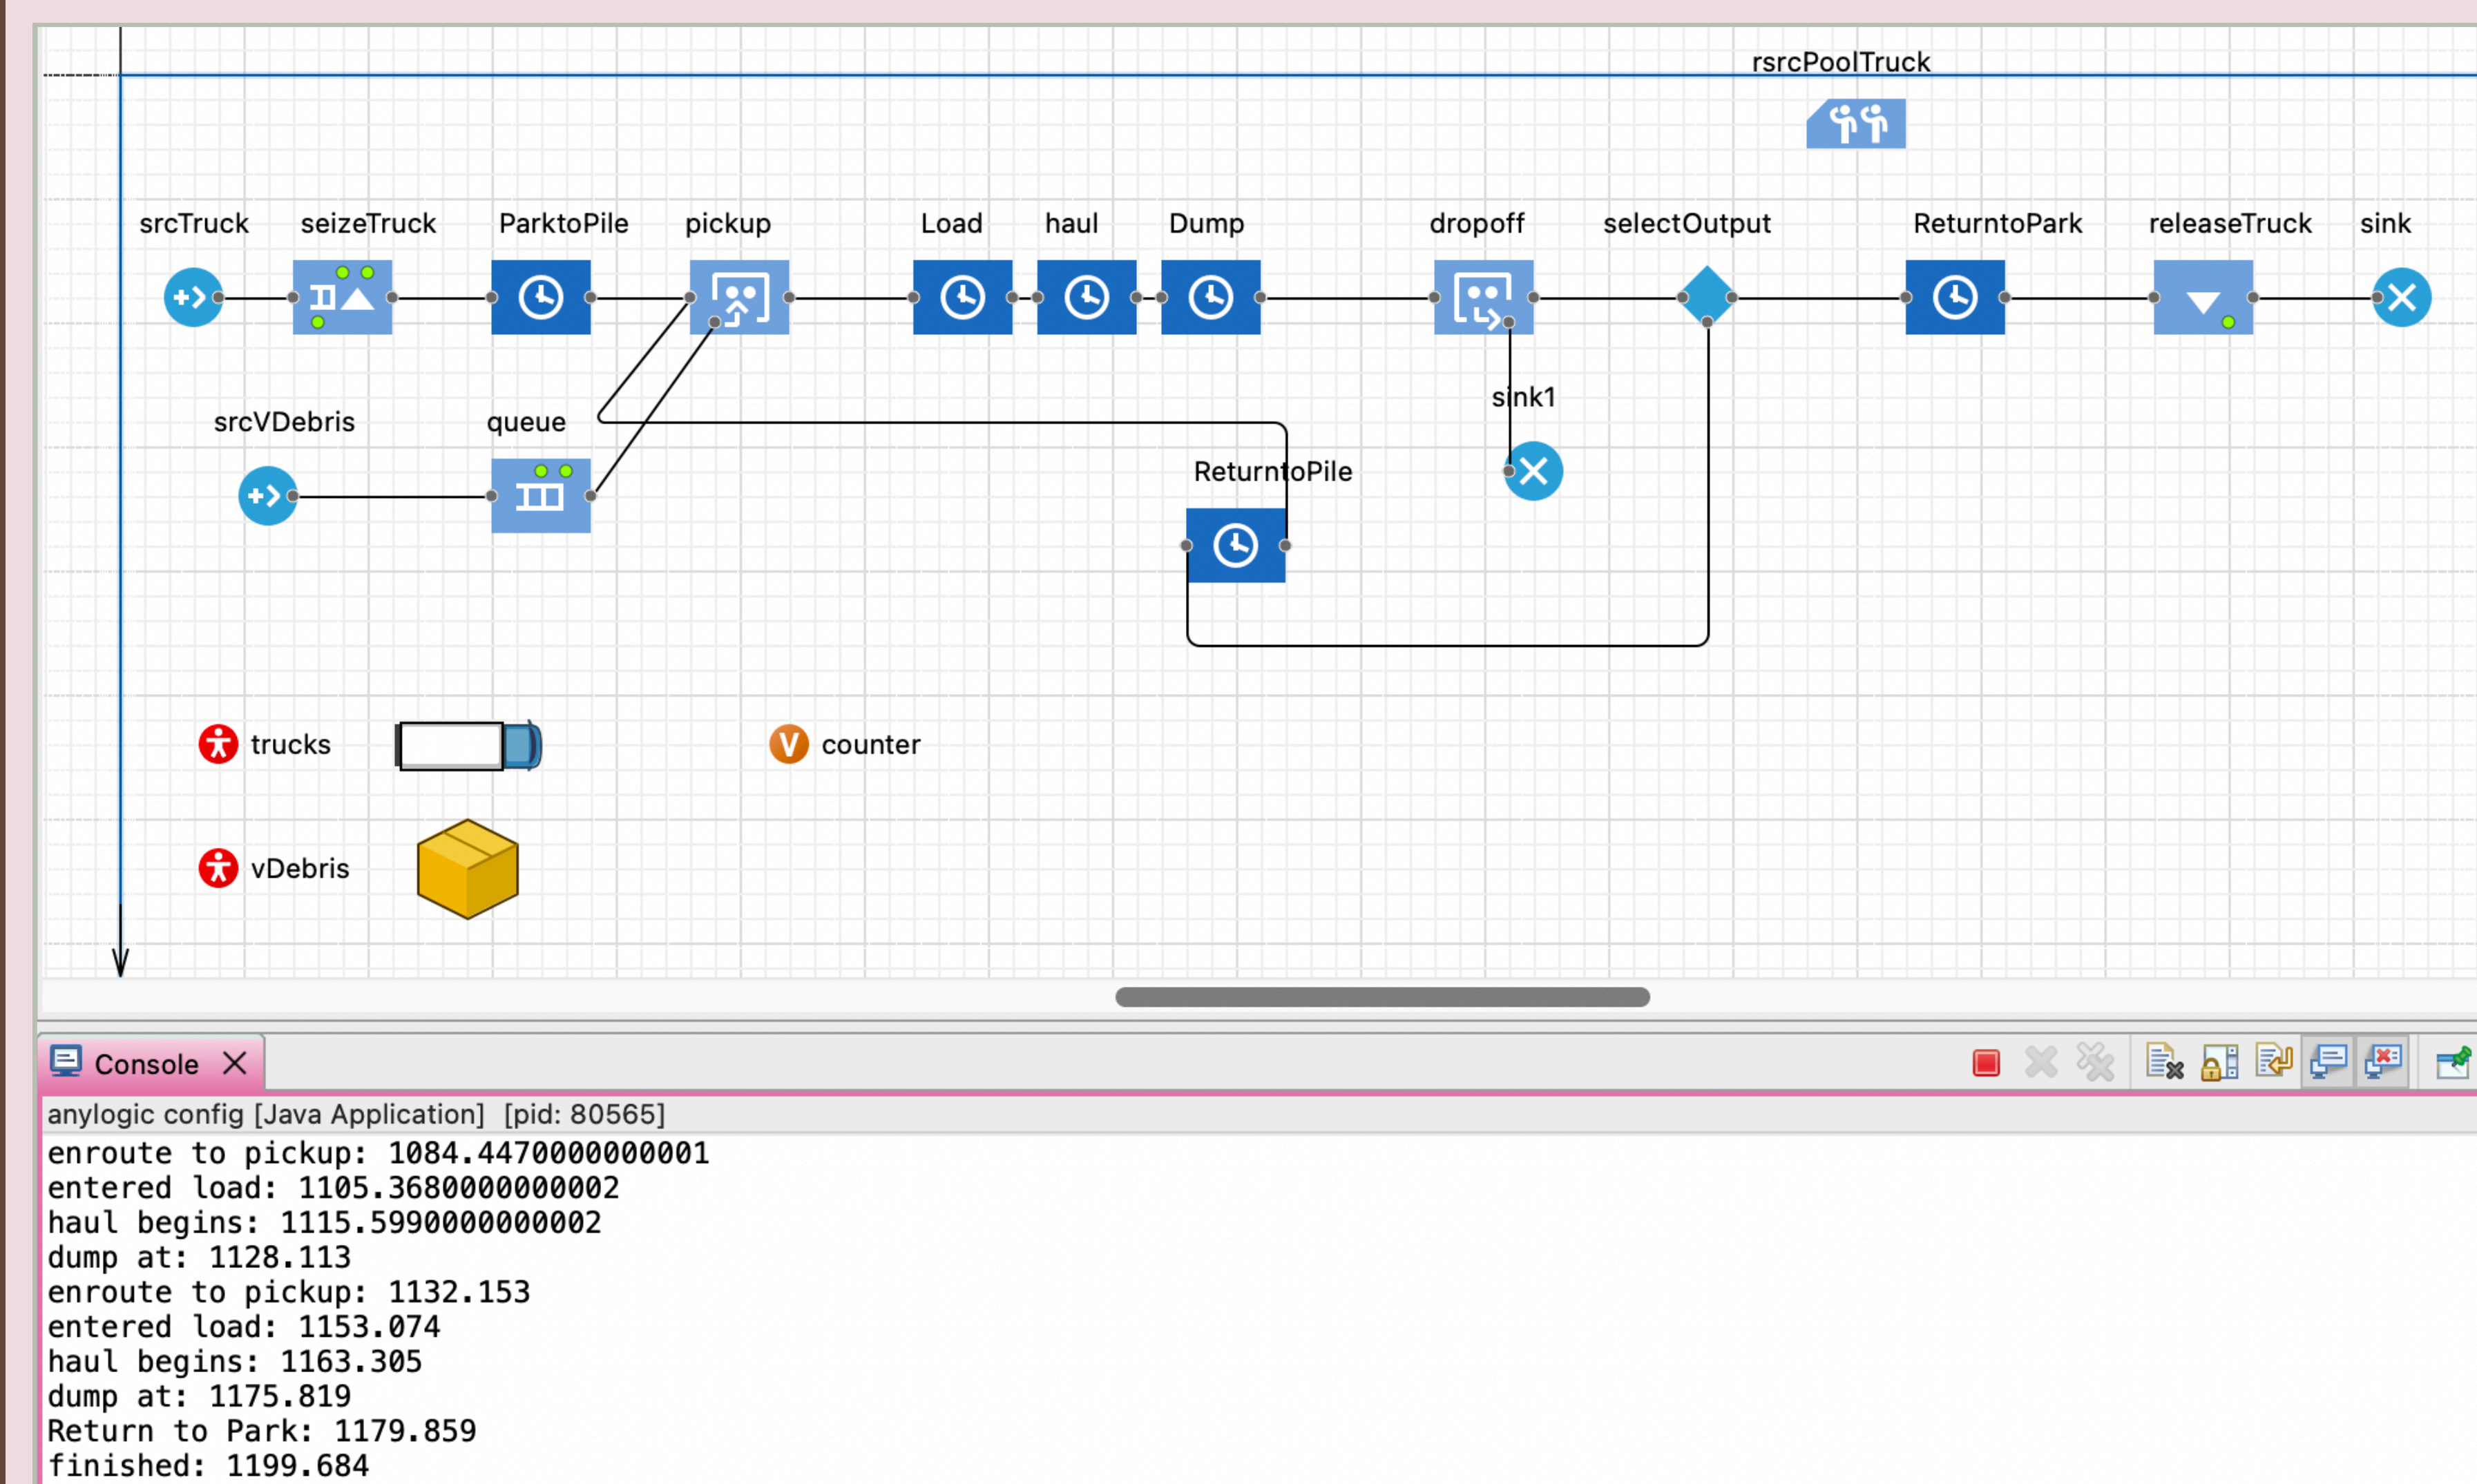 rsrcPoolTruck
srcTruck seizeTruck ParktoPile pickup Load haul Dump dropoff selectOutput ReturntoPark releaseTruck sink
sink1
srcVDebris queue
ReturntoPile
trucks V counter
vDebris
Console
anylogic config [Java Application] [pid: 80565]
enroute to pickup: 1084.4470000000001
entered load: 1105.3680000000002
haul begins: 1115.5990000000002
dump at: 1128.113
enroute to pickup: 1132.153
entered load: 1153.074
haul begins: 1163.305
dump at: 1175.819
Return to Park: 1179.859
finished: 1199.684